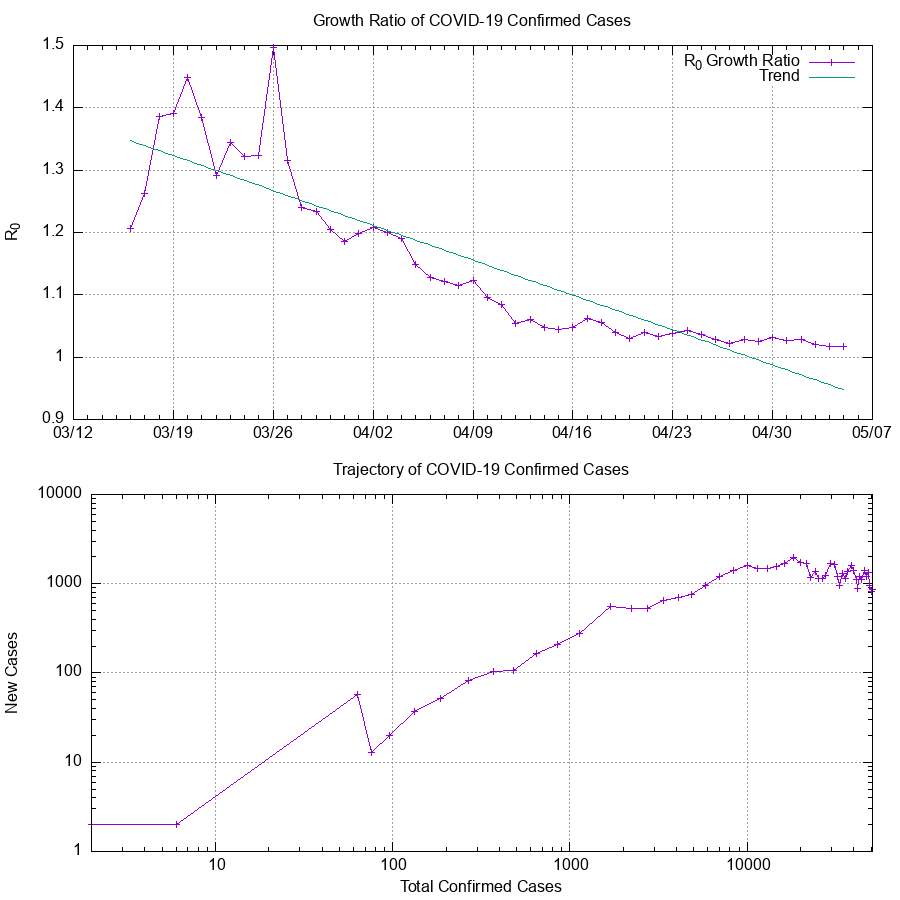 Growth Ratio of COVID-19 Confirmed Cases
R0 Growth Ratio
Trend
1.5
1.4
1.3
1.2
1.1
1
0.9
R0
03/12 03/19 03/26 04/02 04/09 04/16 04/23 04/30 05/07
Trajectory of COVID-19 Confirmed Cases
10000
1000
100
10
1
New Cases
10 100 1000 10000
Total Confirmed Cases